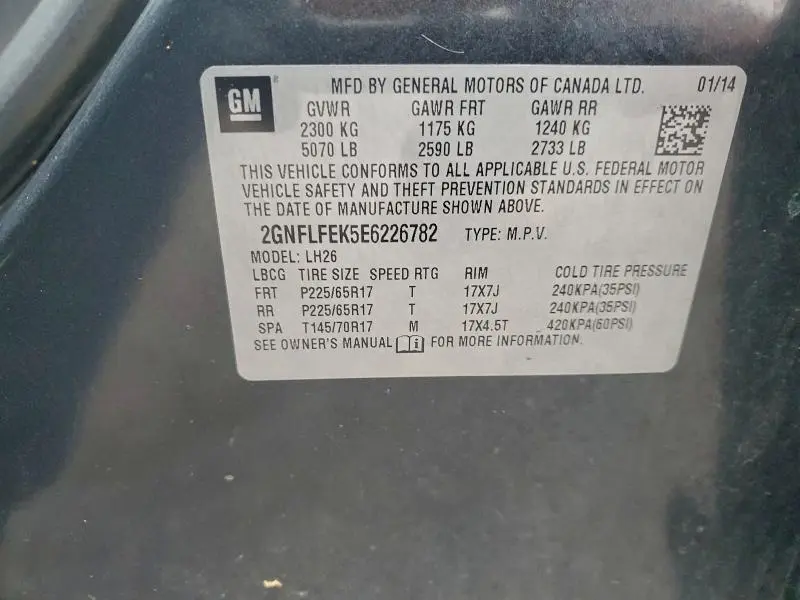 GM ® MFD BY GENERAL MOTORS OF CANADA LTD. 01/14
GVWR GAWR FRT GAWR RR
2300 KG 1175 KG 1240 KG
5070 LB 2590 LB 2733 LB
THIS VEHICLE CONFORMS TO ALL APPLICABLE U.S. FEDERAL MOTOR
VEHICLE SAFETY AND THEFT PREVENTION STANDARDS IN EFFECT ON
THE DATE OF MANUFACTURE SHOWN ABOVE.
2GNFLFEK5E6226782 TYPE: M.P.V.
MODEL: LH26
LBCG TIRE SIZE SPEED RTG RIM COLD TIRE PRESSURE
FRT P225/65R17 T 17X7J 240KPA(35PSI)
RR P225/65R17 T 17X7J 240KPA(35PSI)
SPA T145/70R17 M 17X4.5T 420KPA(60PSI)
SEE OWNER'S MANUAL i FOR MORE INFORMATION.